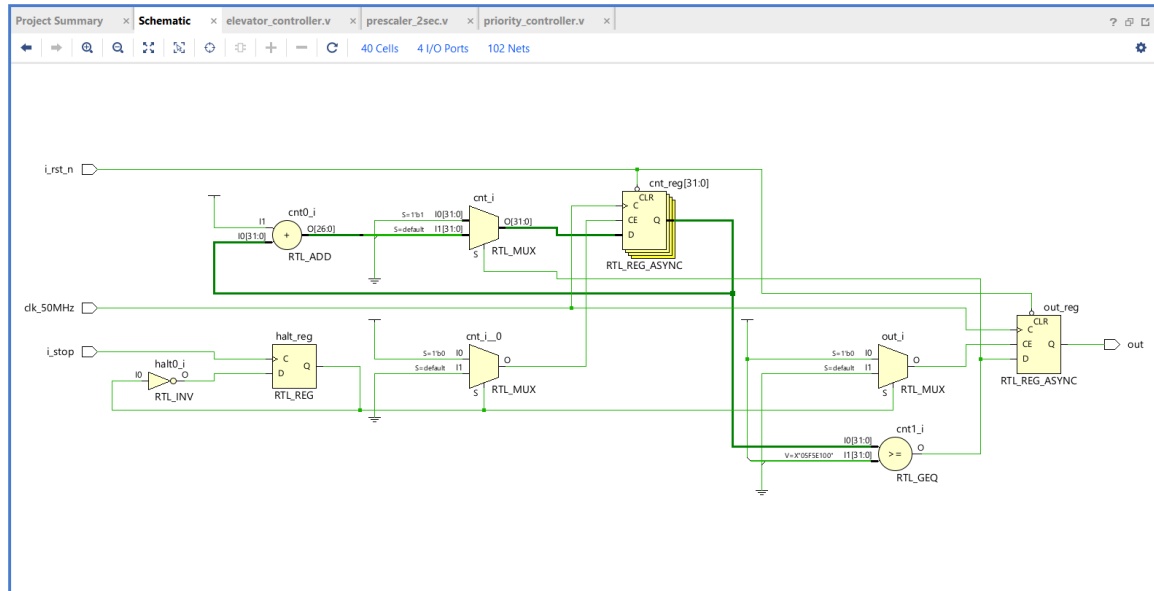 Project Summary × Schematic × elevator_controller.v × prescaler_2sec.v × priority_controller.v × ?
40 Cells 4 I/O Ports 102 Nets
i_rst_n
cnt_reg[31:0]
CLR
C
CE Q
D
RTL_REG_ASYNC
cnt0_i
I1
I0[31:0] + O[26:0]
RTL_ADD
cnt_i
S=1'b1 I0[31:0] O[31:0]
S=default I1[31:0]
S RTL_MUX
clk_50MHz
out_reg
CLR
C
CE Q
D
RTL_REG_ASYNC
out
i_stop
halt0_i
I0 O
RTL_INV
halt_reg
C
Q
D
RTL_REG
cnt_i__0
S=1'b0 I0 O
S=default I1
S RTL_MUX
out_i
S=1'b0 I0 O
S=default I1
S RTL_MUX
cnt1_i
I0[31:0] O
V=X"05F5E100" I1[31:0] >=
RTL_GEQ